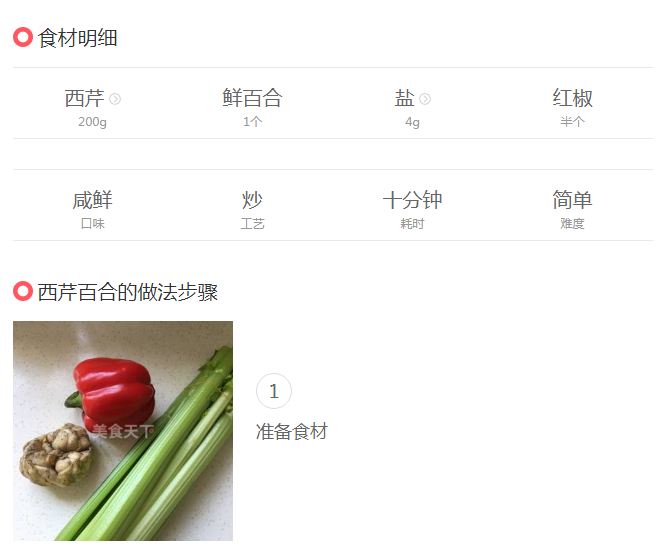 食材明细
西芹 鲜百合 盐 红椒
200g 1个 4g 半个
咸鲜 炒 十分钟 简单
口味 工艺 耗时 难度
西芹百合的做法步骤
1
准备食材
美食天下